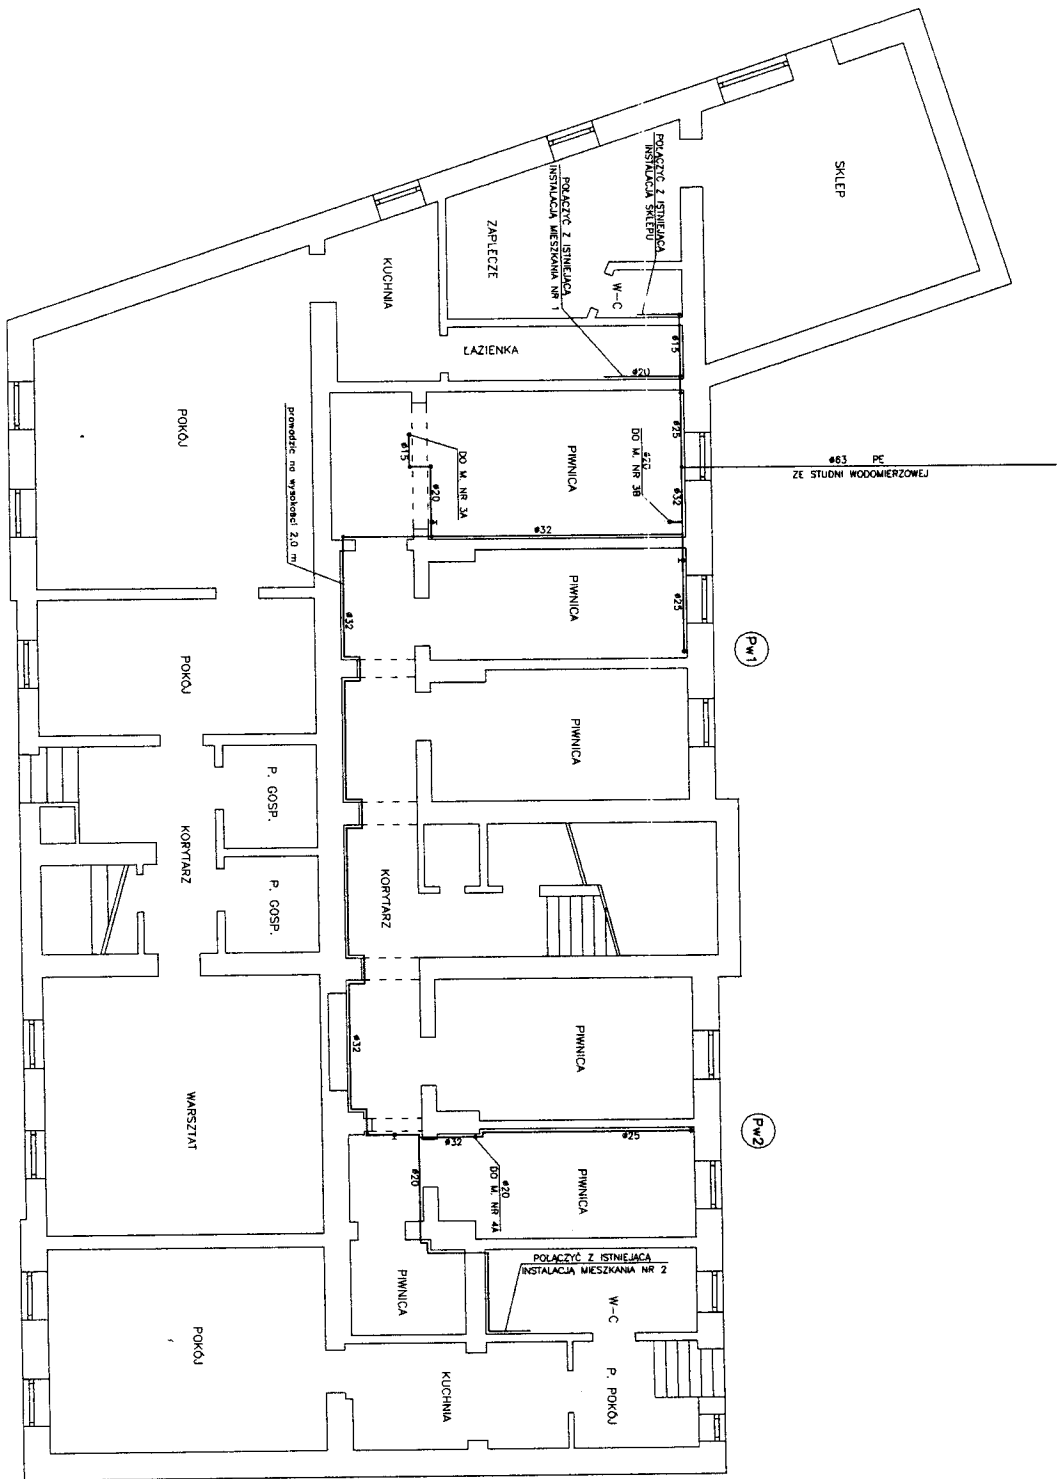 SKLEP
POŁĄCZYĆ Z ISTNIEJĄCĄ
INSTALACJĄ SKLEPU
POŁĄCZYĆ Z ISTNIEJĄCĄ
INSTALACJĄ MIESZKANIA NR 1
ZAPLECZE
KUCHNIA
W-C
ŁAZIENKA
ø15
ø20
POKÓJ
prowadzic na wysokosci 2,0 m
ø15
DO M. NR 3A
ø20
PIWNICA
ø20
DO M. NR 3B
ø25
ø32
ø32
ø63 PE
ZE STUDNI WODOMIERZOWEJ
ø32
PIWNICA
ø25
Pw1
POKÓJ
PIWNICA
P. GOSP.
KORYTARZ
P. GOSP.
KORYTARZ
ø32
PIWNICA
WARSZTAT
Pw2
ø32
ø25
ø20
ø20
DO M. NR 4A
PIWNICA
POŁĄCZYĆ Z ISTNIEJĄCĄ
INSTALACJĄ MIESZKANIA NR 2
PIWNICA
W-C
POKÓJ
KUCHNIA
P. POKÓJ